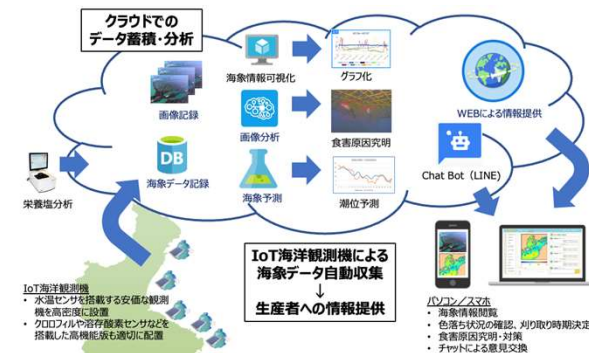 クラウドでの
データ蓄積・分析
画像記録
海象情報可視化
グラフ化
画像分析
食害原因究明
WEBによる情報提供
DB
海象データ記録
海象予測
潮位予測
Chat Bot（LINE)
栄養塩分析
IoT海洋観測機による
海象データ自動収集
↓
生産者への情報提供
IoT海洋観測機
• 水温センサを搭載する安価な観測
機を高密度に設置
• クロロフィルや溶存酸素センサなどを
搭載した高機能版も適切に配置
パソコン／スマホ
• 海象情報閲覧
• 色落ち状況の確認、刈り取り時期決定
• 食害原因究明・対策
• チャットによる意見交換